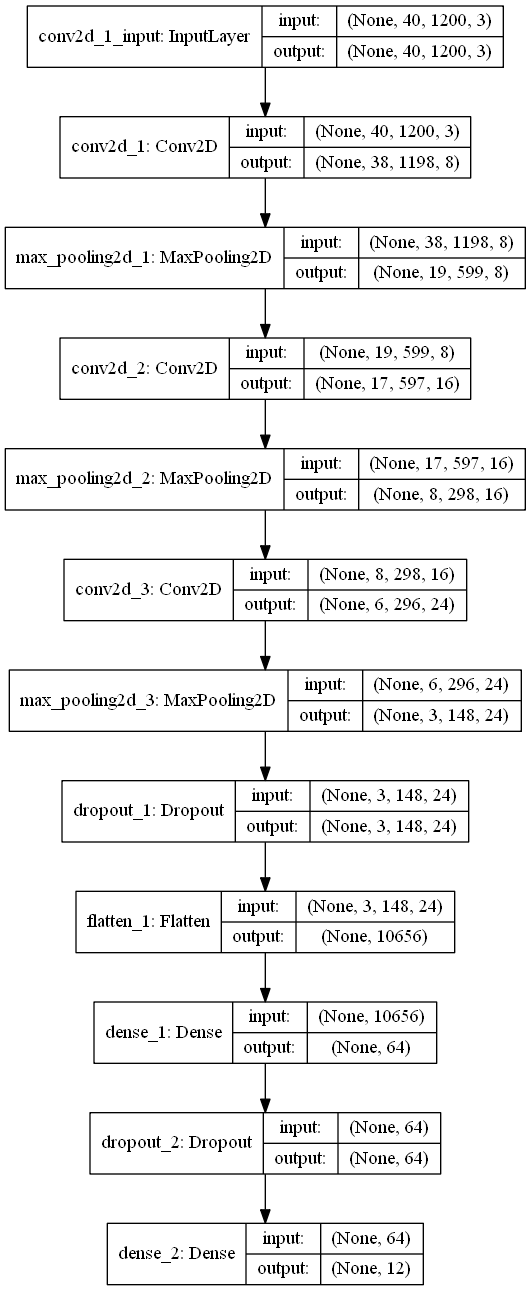 conv2d_1_input: InputLayer
input: (None, 40, 1200, 3)
output: (None, 40, 1200, 3)
conv2d_1: Conv2D
input: (None, 40, 1200, 3)
output: (None, 38, 1198, 8)
max_pooling2d_1: MaxPooling2D
input: (None, 38, 1198, 8)
output: (None, 19, 599, 8)
conv2d_2: Conv2D
input: (None, 19, 599, 8)
output: (None, 17, 597, 16)
max_pooling2d_2: MaxPooling2D
input: (None, 17, 597, 16)
output: (None, 8, 298, 16)
conv2d_3: Conv2D
input: (None, 8, 298, 16)
output: (None, 6, 296, 24)
max_pooling2d_3: MaxPooling2D
input: (None, 6, 296, 24)
output: (None, 3, 148, 24)
dropout_1: Dropout
input: (None, 3, 148, 24)
output: (None, 3, 148, 24)
flatten_1: Flatten
input: (None, 3, 148, 24)
output: (None, 10656)
dense_1: Dense
input: (None, 10656)
output: (None, 64)
dropout_2: Dropout
input: (None, 64)
output: (None, 64)
dense_2: Dense
input: (None, 64)
output: (None, 12)